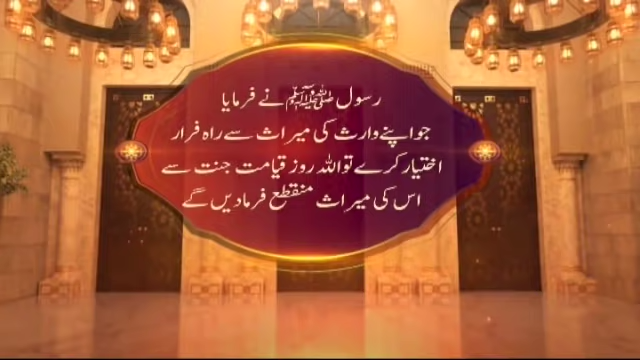 رسول ﷺ نے فرمایا
جو اپنے وارث کی میراث سے راہ فرار
اختیار کرے تو اللہ روز قیامت جنت سے
اس کی میراث منقطع فرمادیں گے